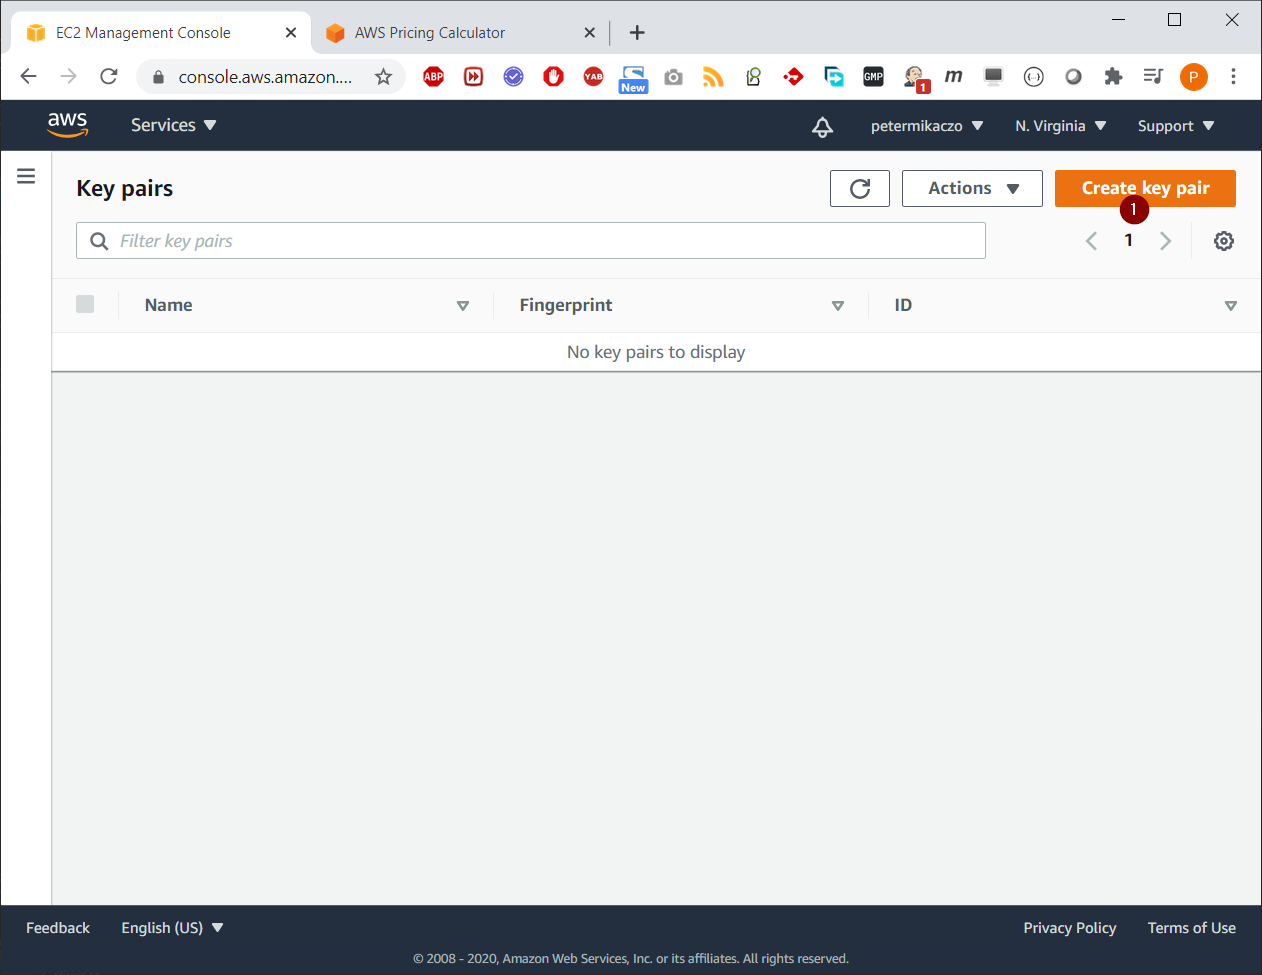 EC2 Management Console
AWS Pricing Calculator
console.aws.amazon....
ABP
YAB
New
GMP
1
m
P
aws
Services
petermikaczo
N. Virginia
Support
Key pairs
Actions
Create key pair
1
Filter key pairs
1
Name
Fingerprint
ID
No key pairs to display
Feedback
English (US)
Privacy Policy
Terms of Use
© 2008 - 2020, Amazon Web Services, Inc. or its affiliates. All rights reserved.